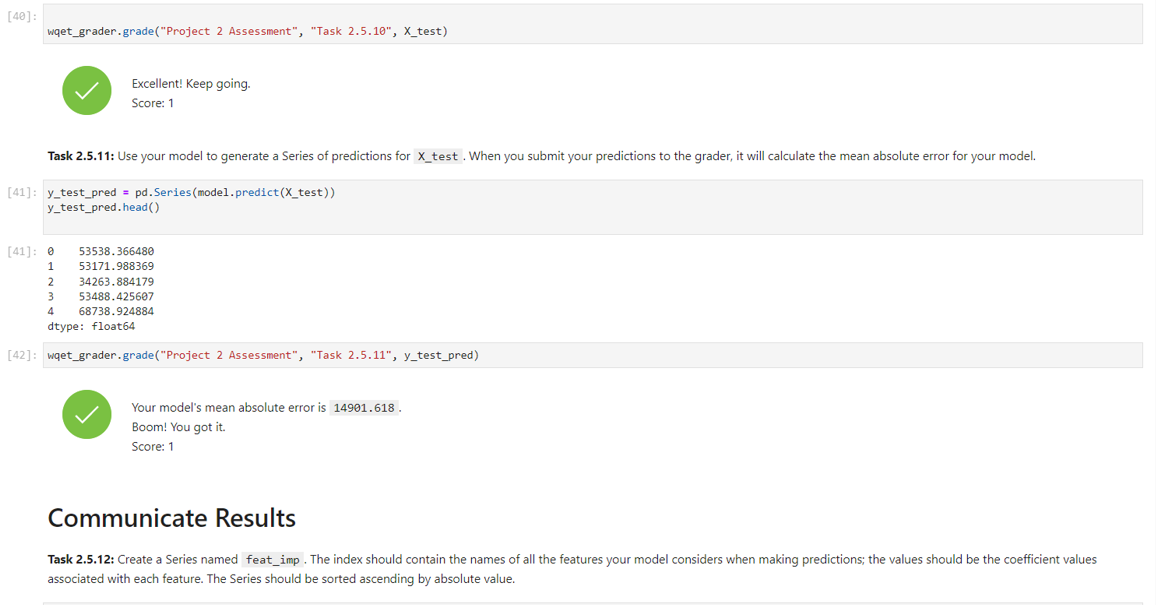 [40]:
wqet_grader.grade("Project 2 Assessment", "Task 2.5.10", X_test)
Excellent! Keep going.
Score: 1
Task 2.5.11: Use your model to generate a Series of predictions for X_test . When you submit your predictions to the grader, it will calculate the mean absolute error for your model.
[41]: y_test_pred = pd.Series(model.predict(X_test))
y_test_pred.head()
[41]: 0    53538.366480
1    53171.988369
2    34263.884179
3    53488.425607
4    68738.924884
dtype: float64
[42]: wqet_grader.grade("Project 2 Assessment", "Task 2.5.11", y_test_pred)
Your model's mean absolute error is 14901.618 .
Boom! You got it.
Score: 1
Communicate Results
Task 2.5.12: Create a Series named feat_imp . The index should contain the names of all the features your model considers when making predictions; the values should be the coefficient values
associated with each feature. The Series should be sorted ascending by absolute value.